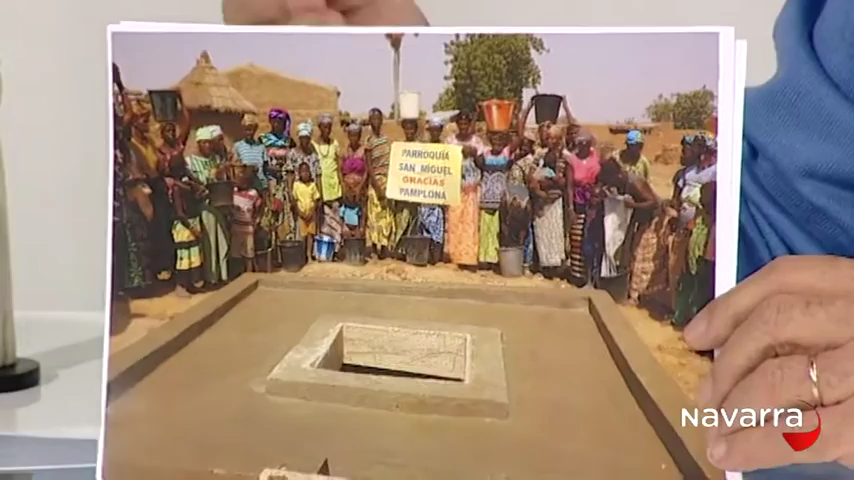 PARROQUIA
SAN MIGUEL
GRACIAS
PAMPLONA
Navarra